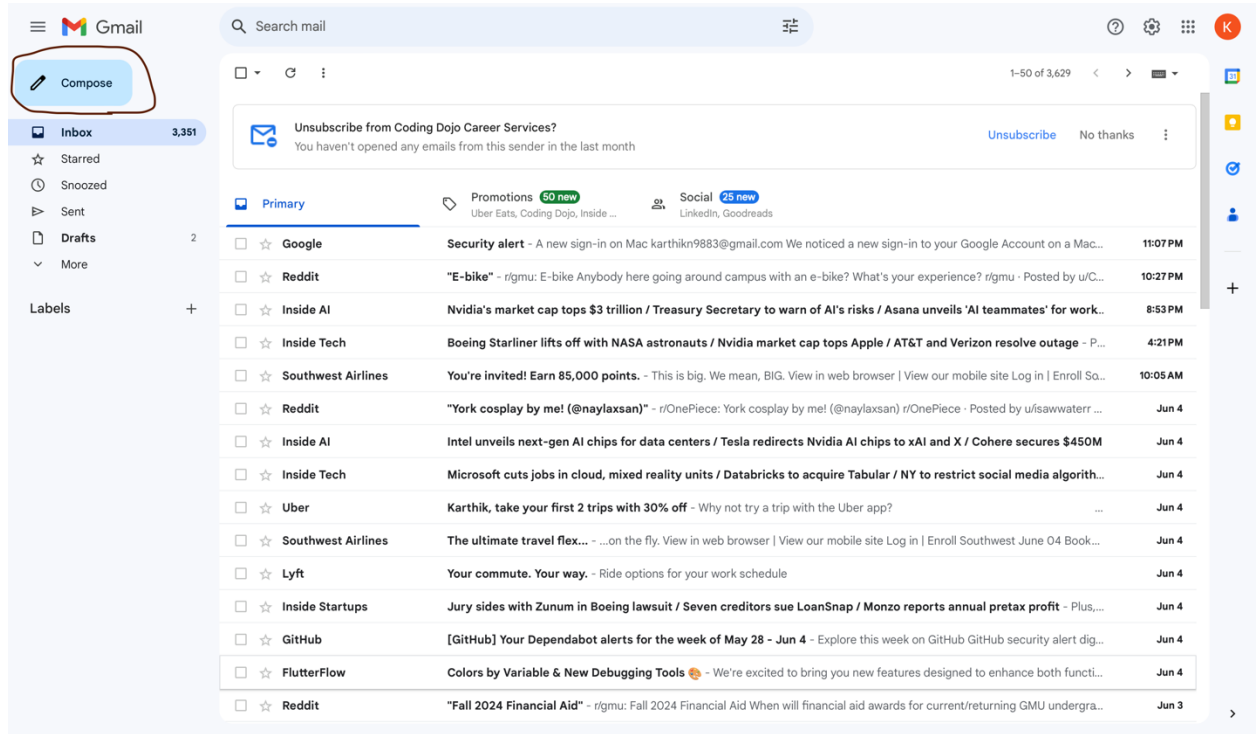 Gmail
Search mail
K
Compose
1–50 of 3,629
31
Unsubscribe from Coding Dojo Career Services?
You haven't opened any emails from this sender in the last month
Unsubscribe
No thanks
Inbox 3,351
Starred
Snoozed
Sent
Drafts 2
More
Labels
Primary
Promotions 50 new
Uber Eats, Coding Dojo, Inside ...
Social 25 new
LinkedIn, Goodreads
Google Security alert - A new sign-in on Mac karthikn9883@gmail.com We noticed a new sign-in to your Google Account on a Mac... 11:07 PM
Reddit "E-bike" - r/gmu: E-bike Anybody here going around campus with an e-bike? What's your experience? r/gmu · Posted by u/C... 10:27 PM
Inside AI Nvidia's market cap tops $3 trillion / Treasury Secretary to warn of AI's risks / Asana unveils 'AI teammates' for work... 8:53 PM
Inside Tech Boeing Starliner lifts off with NASA astronauts / Nvidia market cap tops Apple / AT&T and Verizon resolve outage - P... 4:21 PM
Southwest Airlines You're invited! Earn 85,000 points. - This is big. We mean, BIG. View in web browser | View our mobile site Log in | Enroll So... 10:05 AM
Reddit "York cosplay by me! (@naylaxsan)" - r/OnePiece: York cosplay by me! (@naylaxsan) r/OnePiece · Posted by u/isawwaterr ... Jun 4
Inside AI Intel unveils next-gen AI chips for data centers / Tesla redirects Nvidia AI chips to xAI and X / Cohere secures $450M Jun 4
Inside Tech Microsoft cuts jobs in cloud, mixed reality units / Databricks to acquire Tabular / NY to restrict social media algorith... Jun 4
Uber Karthik, take your first 2 trips with 30% off - Why not try a trip with the Uber app? ... Jun 4
Southwest Airlines The ultimate travel flex... - ...on the fly. View in web browser | View our mobile site Log in | Enroll Southwest June 04 Book... Jun 4
Lyft Your commute. Your way. - Ride options for your work schedule Jun 4
Inside Startups Jury sides with Zunum in Boeing lawsuit / Seven creditors sue LoanSnap / Monzo reports annual pretax profit - Plus,... Jun 4
GitHub [GitHub] Your Dependabot alerts for the week of May 28 - Jun 4 - Explore this week on GitHub GitHub security alert dig... Jun 4
FlutterFlow Colors by Variable & New Debugging Tools 🎨 - We're excited to bring you new features designed to enhance both functi... Jun 4
Reddit "Fall 2024 Financial Aid" - r/gmu: Fall 2024 Financial Aid When will financial aid awards for current/returning GMU undergra... Jun 3